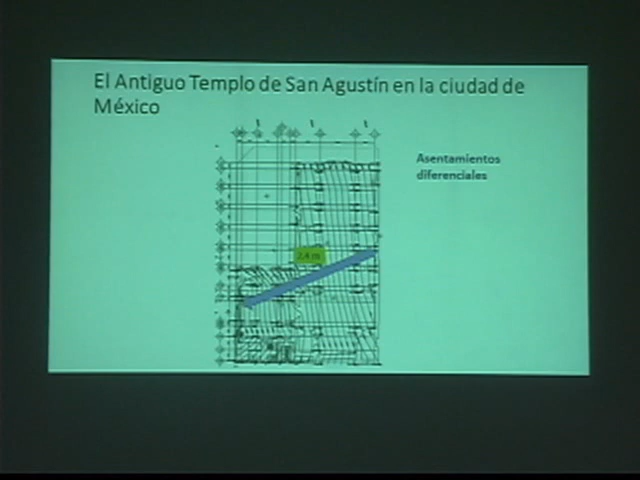 El Antiguo Templo de San Agustín en la ciudad de
México
Asentamientos
diferenciales
2,4 m